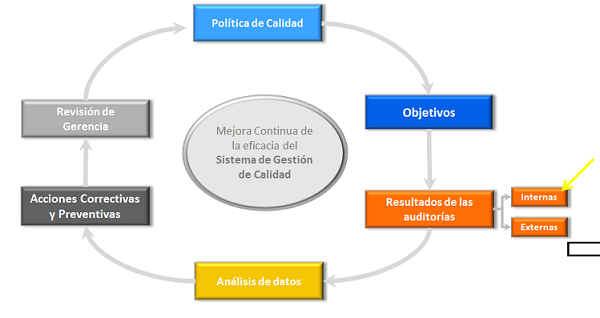 Política de Calidad
Objetivos
Resultados de las
auditorías
Internas
Externas
Análisis de datos
Acciones Correctivas
y Preventivas
Revisión de
Gerencia
Mejora Continua de
la eficacia del
Sistema de Gestión
de Calidad